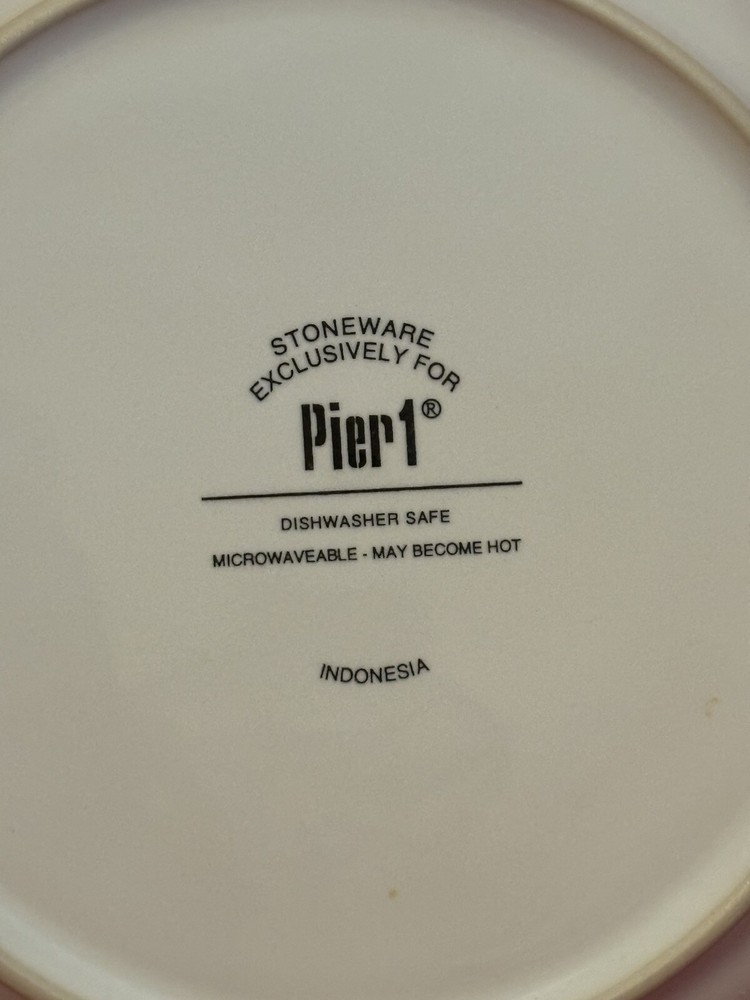 STONEWARE
EXCLUSIVELY FOR
Pier1®
DISHWASHER SAFE
MICROWAVEABLE - MAY BECOME HOT
INDONESIA